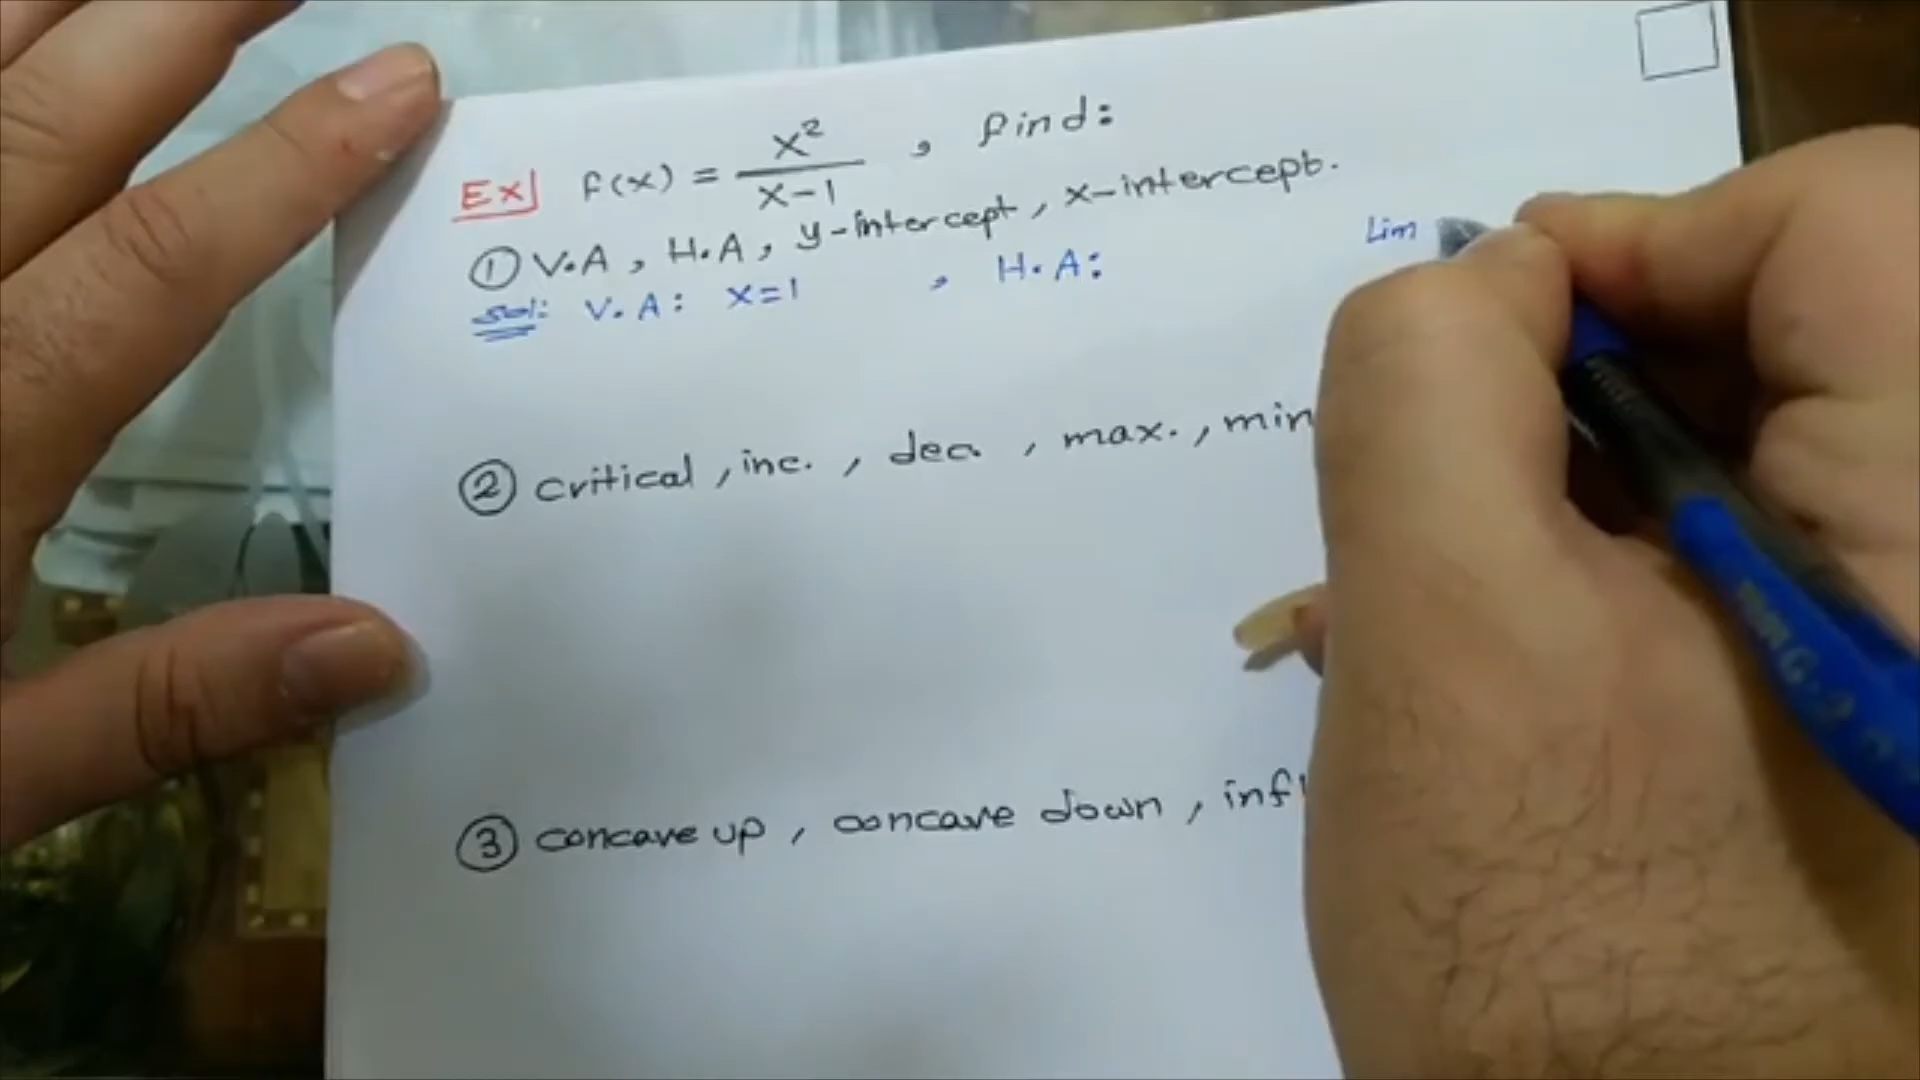 Ex] f(x) = x²/(x-1) , find:
① V.A , H.A , y-intercept , x-intercept.
sol: V.A: x=1 , H.A: Lim
② critical , inc. , dec. , max. , min
③ concave up , concave down , infl